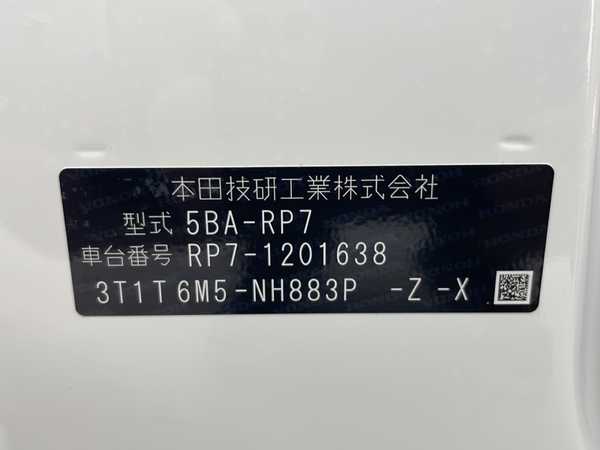 本田技研工業株式会社
型式 5BA-RP7
車台番号 RP7-1201638
3T1T6M5-NH883P -Z-X